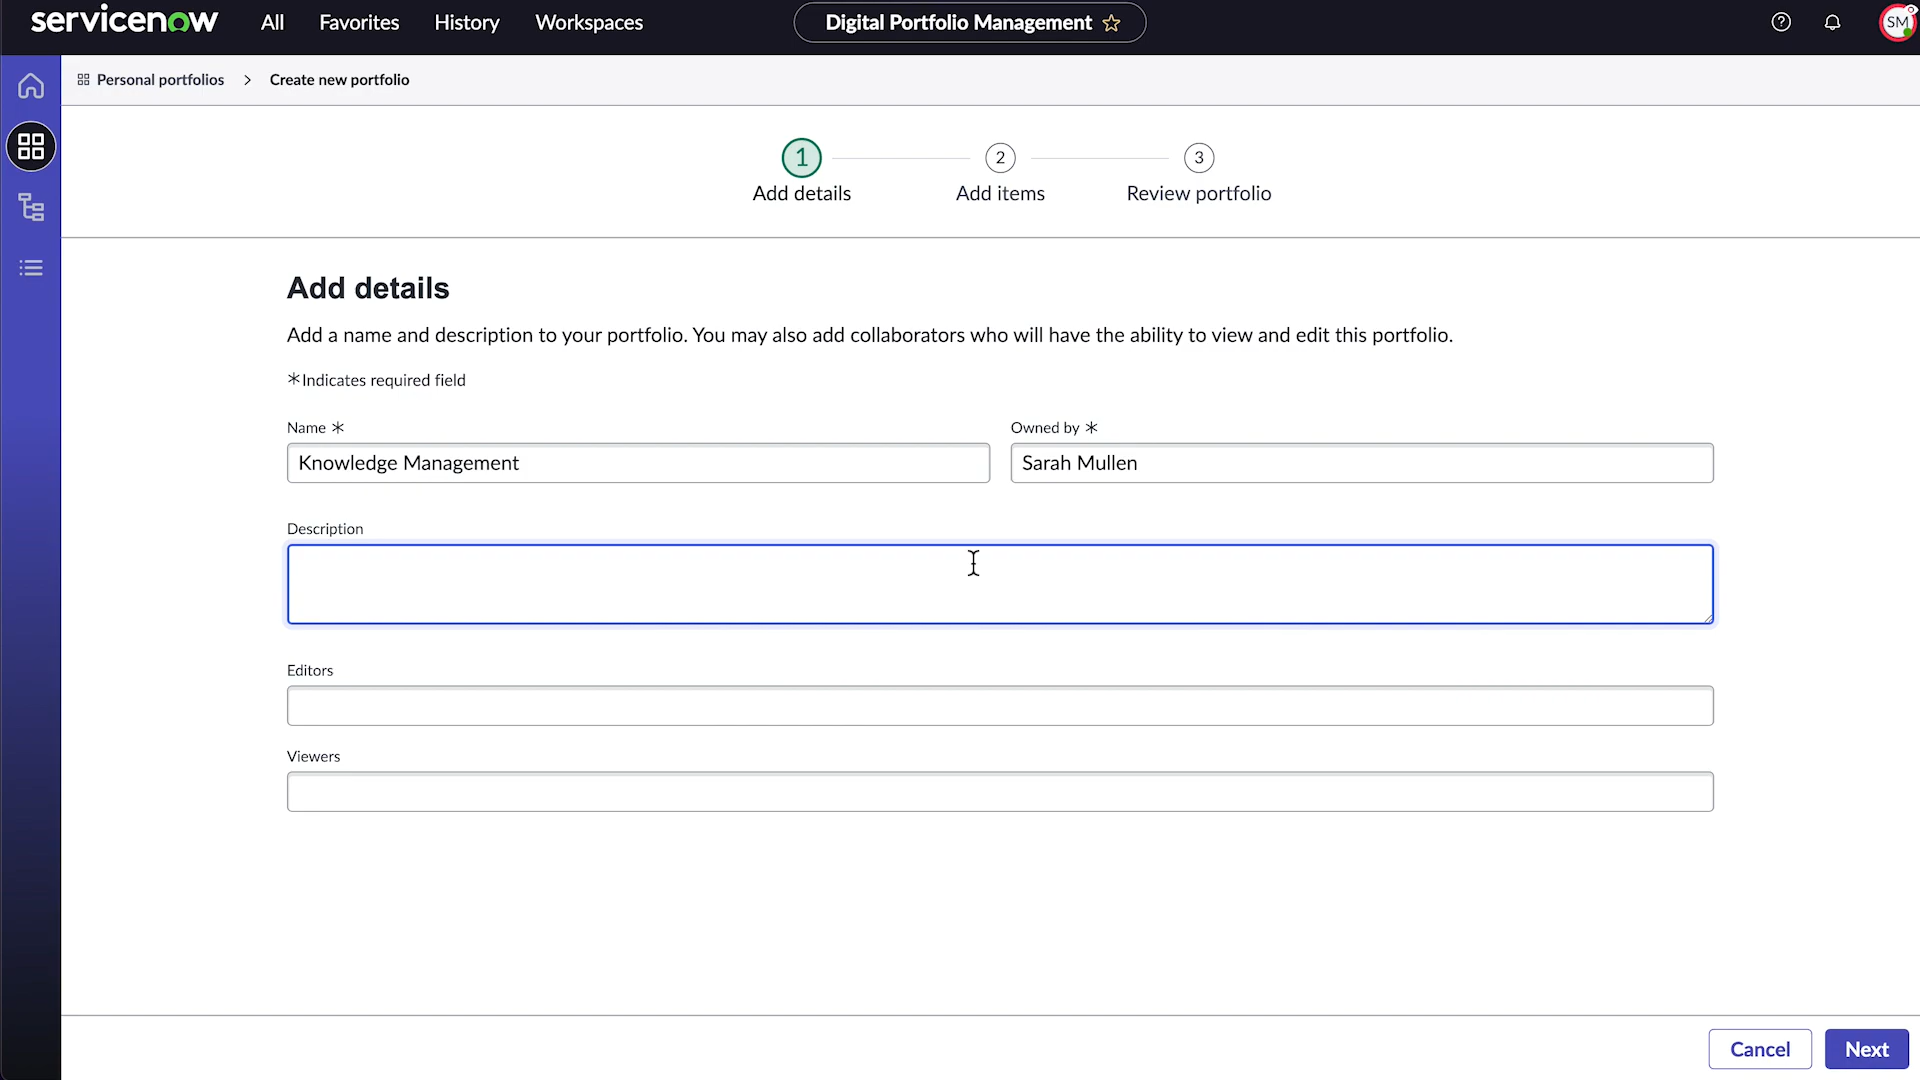 servicenow All Favorites History Workspaces Digital Portfolio Management SM
Personal portfolios > Create new portfolio
1 2 3
Add details Add items Review portfolio
Add details
Add a name and description to your portfolio. You may also add collaborators who will have the ability to view and edit this portfolio.
*Indicates required field
Name * Owned by *
Knowledge Management Sarah Mullen
Description
Editors
Viewers
Cancel Next